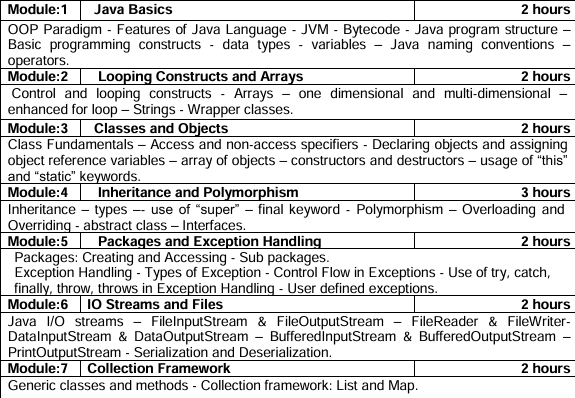 Module:1 Java Basics 2 hours
OOP Paradigm - Features of Java Language - JVM - Bytecode - Java program structure –
Basic programming constructs - data types - variables – Java naming conventions –
operators.
Module:2 Looping Constructs and Arrays 2 hours
Control and looping constructs - Arrays – one dimensional and multi-dimensional –
enhanced for loop – Strings - Wrapper classes.
Module:3 Classes and Objects 2 hours
Class Fundamentals – Access and non-access specifiers - Declaring objects and assigning
object reference variables – array of objects – constructors and destructors – usage of “this”
and “static” keywords.
Module:4 Inheritance and Polymorphism 3 hours
Inheritance – types –- use of “super” – final keyword - Polymorphism – Overloading and
Overriding - abstract class – Interfaces.
Module:5 Packages and Exception Handling 2 hours
Packages: Creating and Accessing - Sub packages.
Exception Handling - Types of Exception - Control Flow in Exceptions - Use of try, catch,
finally, throw, throws in Exception Handling - User defined exceptions.
Module:6 IO Streams and Files 2 hours
Java I/O streams – FileInputStream & FileOutputStream – FileReader & FileWriter-
DataInputStream & DataOutputStream – BufferedInputStream & BufferedOutputStream –
PrintOutputStream - Serialization and Deserialization.
Module:7 Collection Framework 2 hours
Generic classes and methods - Collection framework: List and Map.